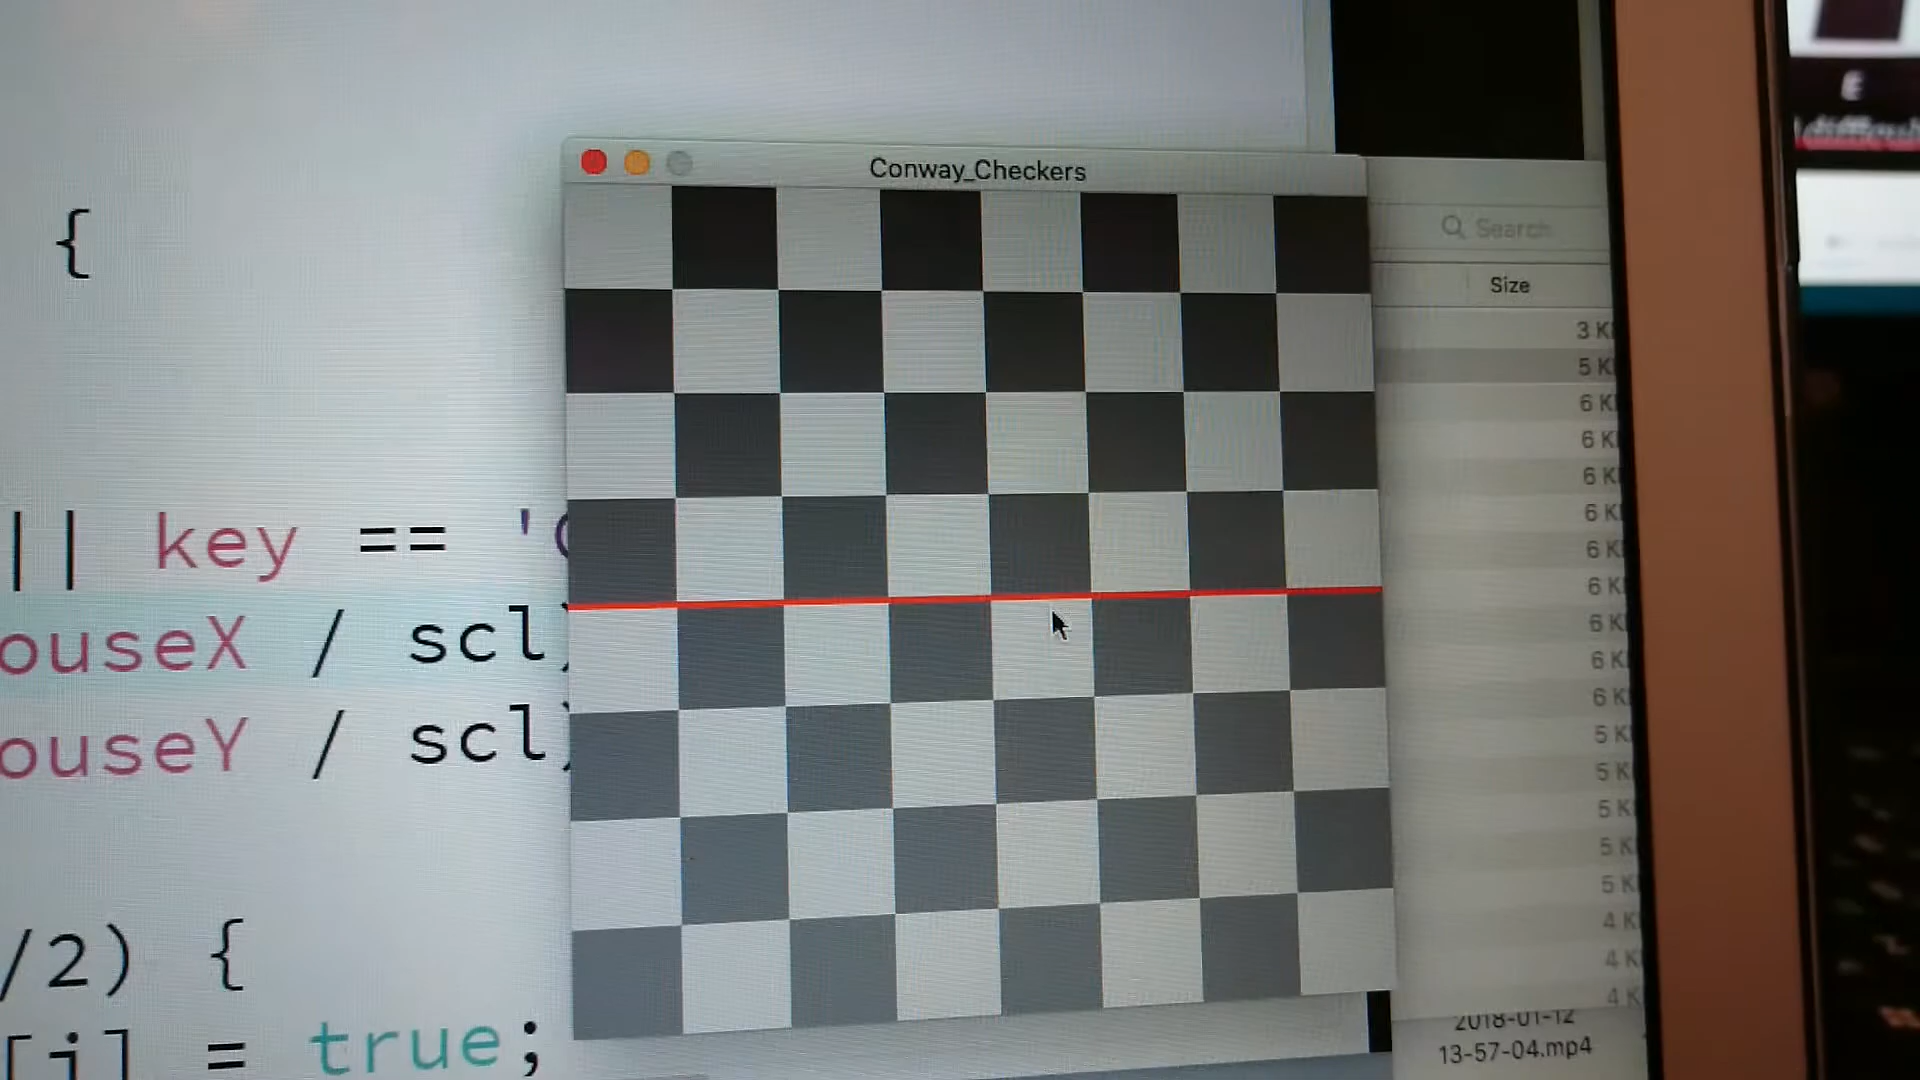 Conway_Checkers
{
Search
Size
3 K
5 K
6 K
6 K
6 K
6 K
6 K
6 K
6 K
6 K
6 K
5 K
5 K
5 K
5 K
5 K
4 K
4 K
4 K
|| key == '
ouseX / scl)
ouseY / scl)
/2) {
[j] = true;
2018-01-12
13-57-04.mp4
E